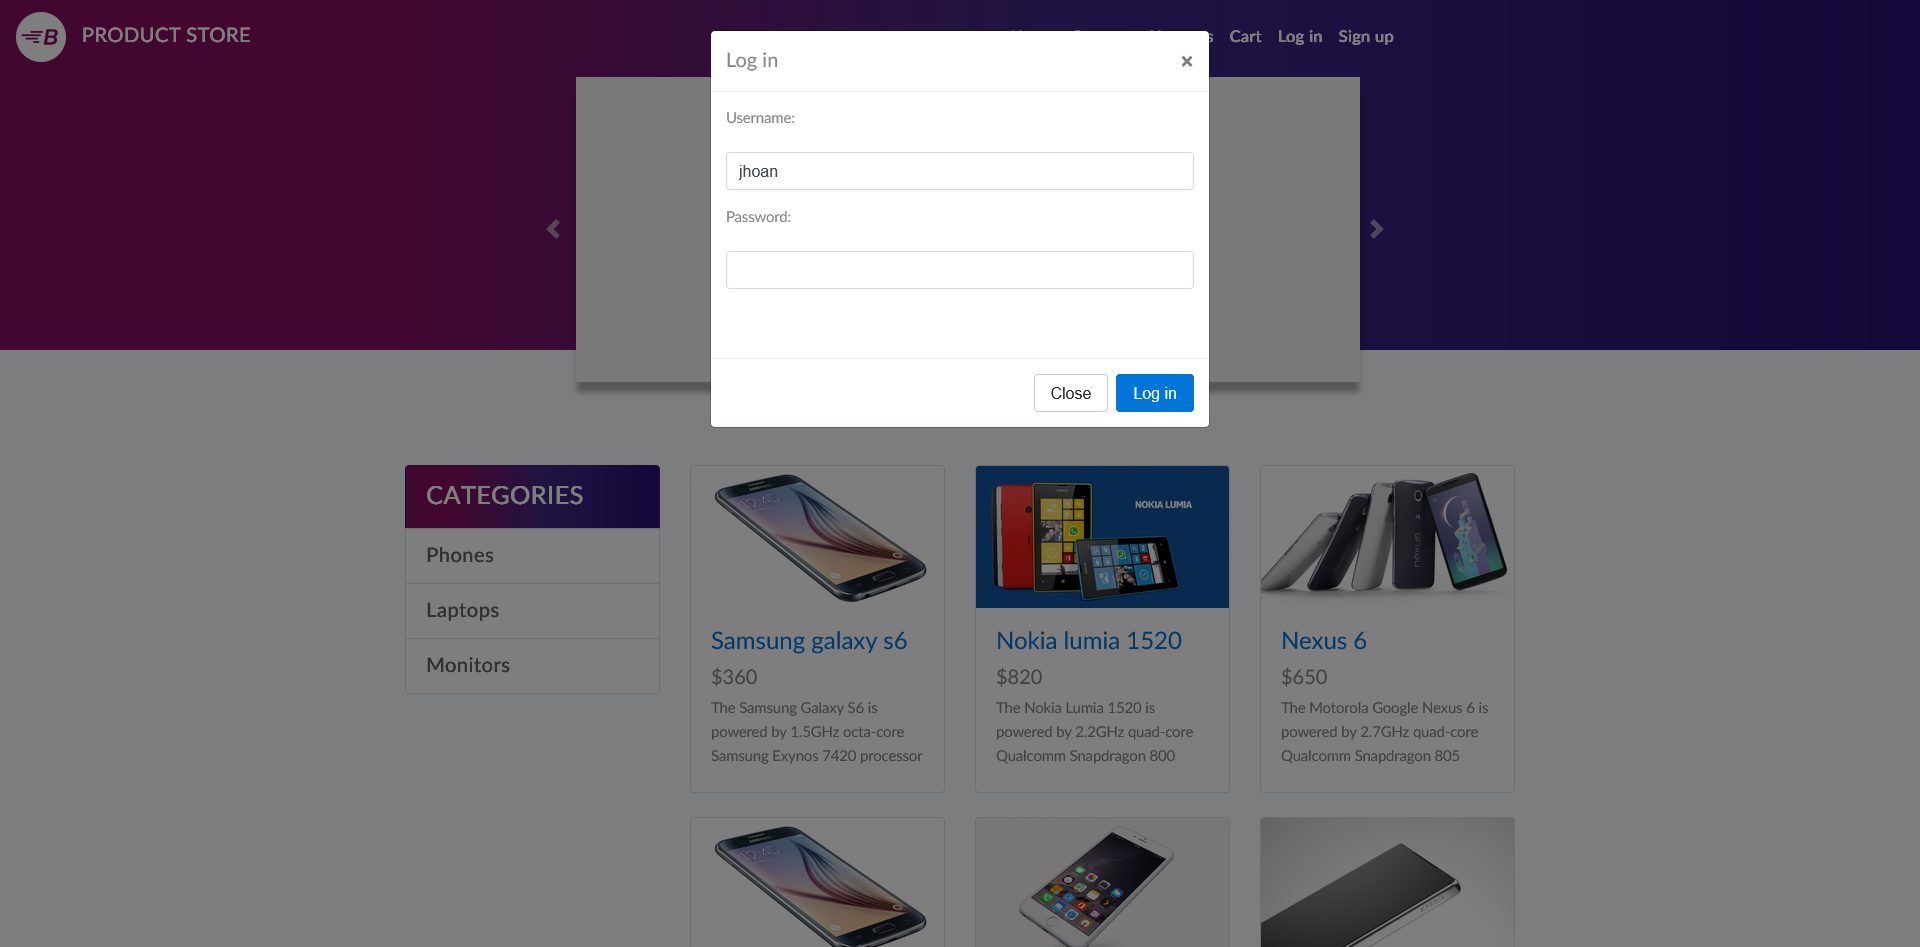 PRODUCT STORE
Cart
Log in
Sign up
Log in
×
Username:
jhoan
Password:
Close
Log in
CATEGORIES
Phones
Laptops
Monitors
Samsung galaxy s6
$360
The Samsung Galaxy S6 is
powered by 1.5GHz octa-core
Samsung Exynos 7420 processor
NOKIA LUMIA
Nokia lumia 1520
$820
The Nokia Lumia 1520 is
powered by 2.2GHz quad-core
Qualcomm Snapdragon 800
nexus
Nexus 6
$650
The Motorola Google Nexus 6 is
powered by 2.7GHz quad-core
Qualcomm Snapdragon 805